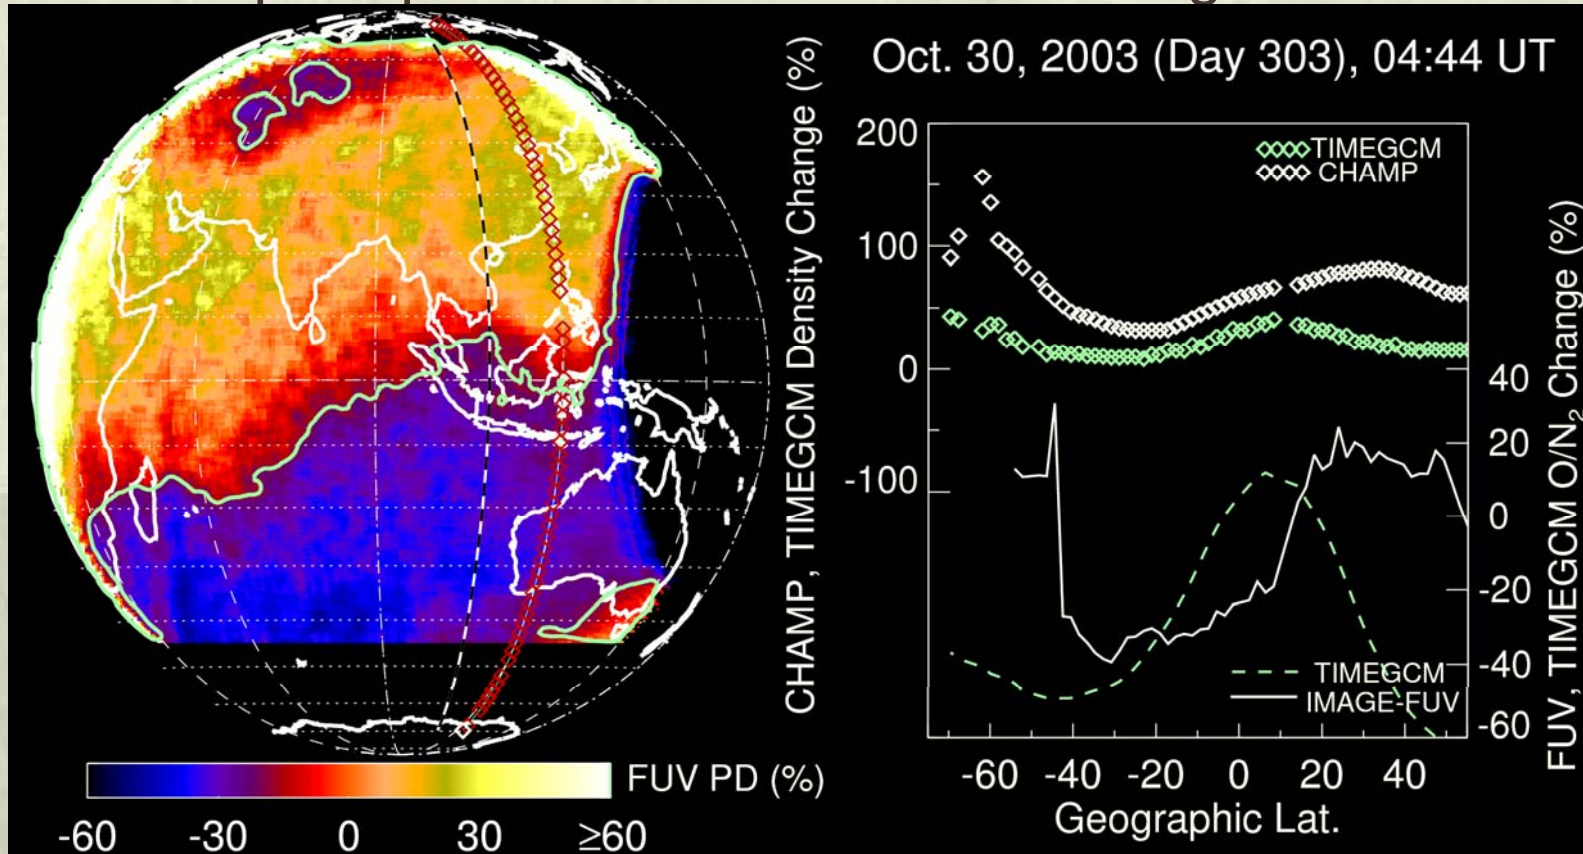 Oct. 30, 2003 (Day 303), 04:44 UT
CHAMP, TIMEGCM Density Change (%)
200
100
0
-100
TIMEGCM
CHAMP
40
20
0
-20
-40
-60
FUV, TIMEGCM O/N₂ Change (%)
TIMEGCM
IMAGE-FUV
-60 -40 -20 0 20 40
Geographic Lat.
FUV PD (%)
-60 -30 0 30 ≥60